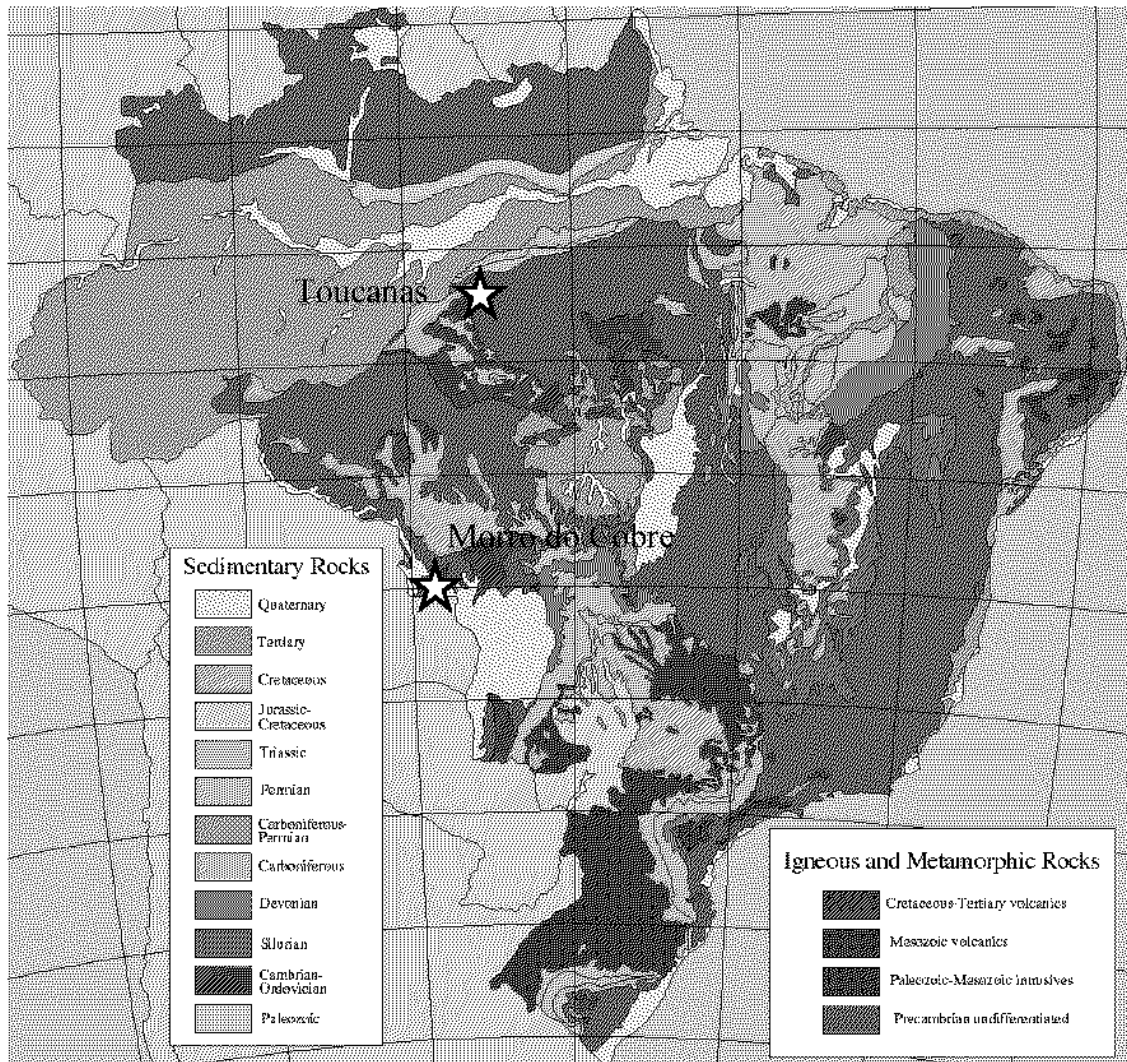 Toucanas
Morro do Cobre
Sedimentary Rocks
Quaternary
Tertiary
Cretaceous
Jurassic-
Cretaceous
Triassic
Permian
Carboniferous-
Permian
Carboniferous
Devonian
Silurian
Cambrian-
Ordovician
Paleozoic
Igneous and Metamorphic Rocks
Cretaceous-Tertiary volcanics
Mesozoic volcanics
Paleozoic-Mesozoic intrusives
Precambrian undifferentiated